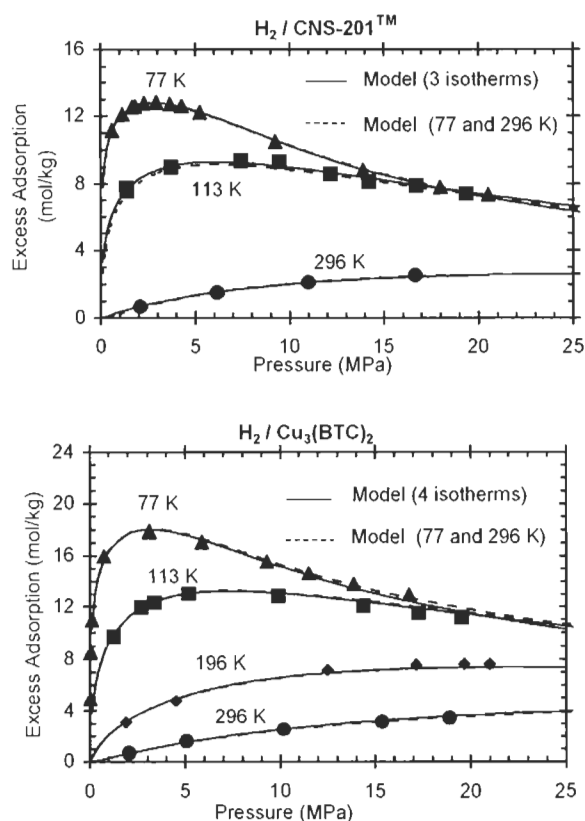 H₂ / CNS-201™
16
12
8
4
0
Excess Adsorption
(mol/kg)
77 K
Model (3 isotherms)
Model (77 and 296 K)
113 K
296 K
0 5 10 15 20 25
Pressure (MPa)
H₂ / Cu₃(BTC)₂
24
20
16
12
8
4
0
Excess Adsorption (mol/kg)
77 K
Model (4 isotherms)
Model (77 and 296 K)
113 K
196 K
296 K
0 5 10 15 20 25
Pressure (MPa)